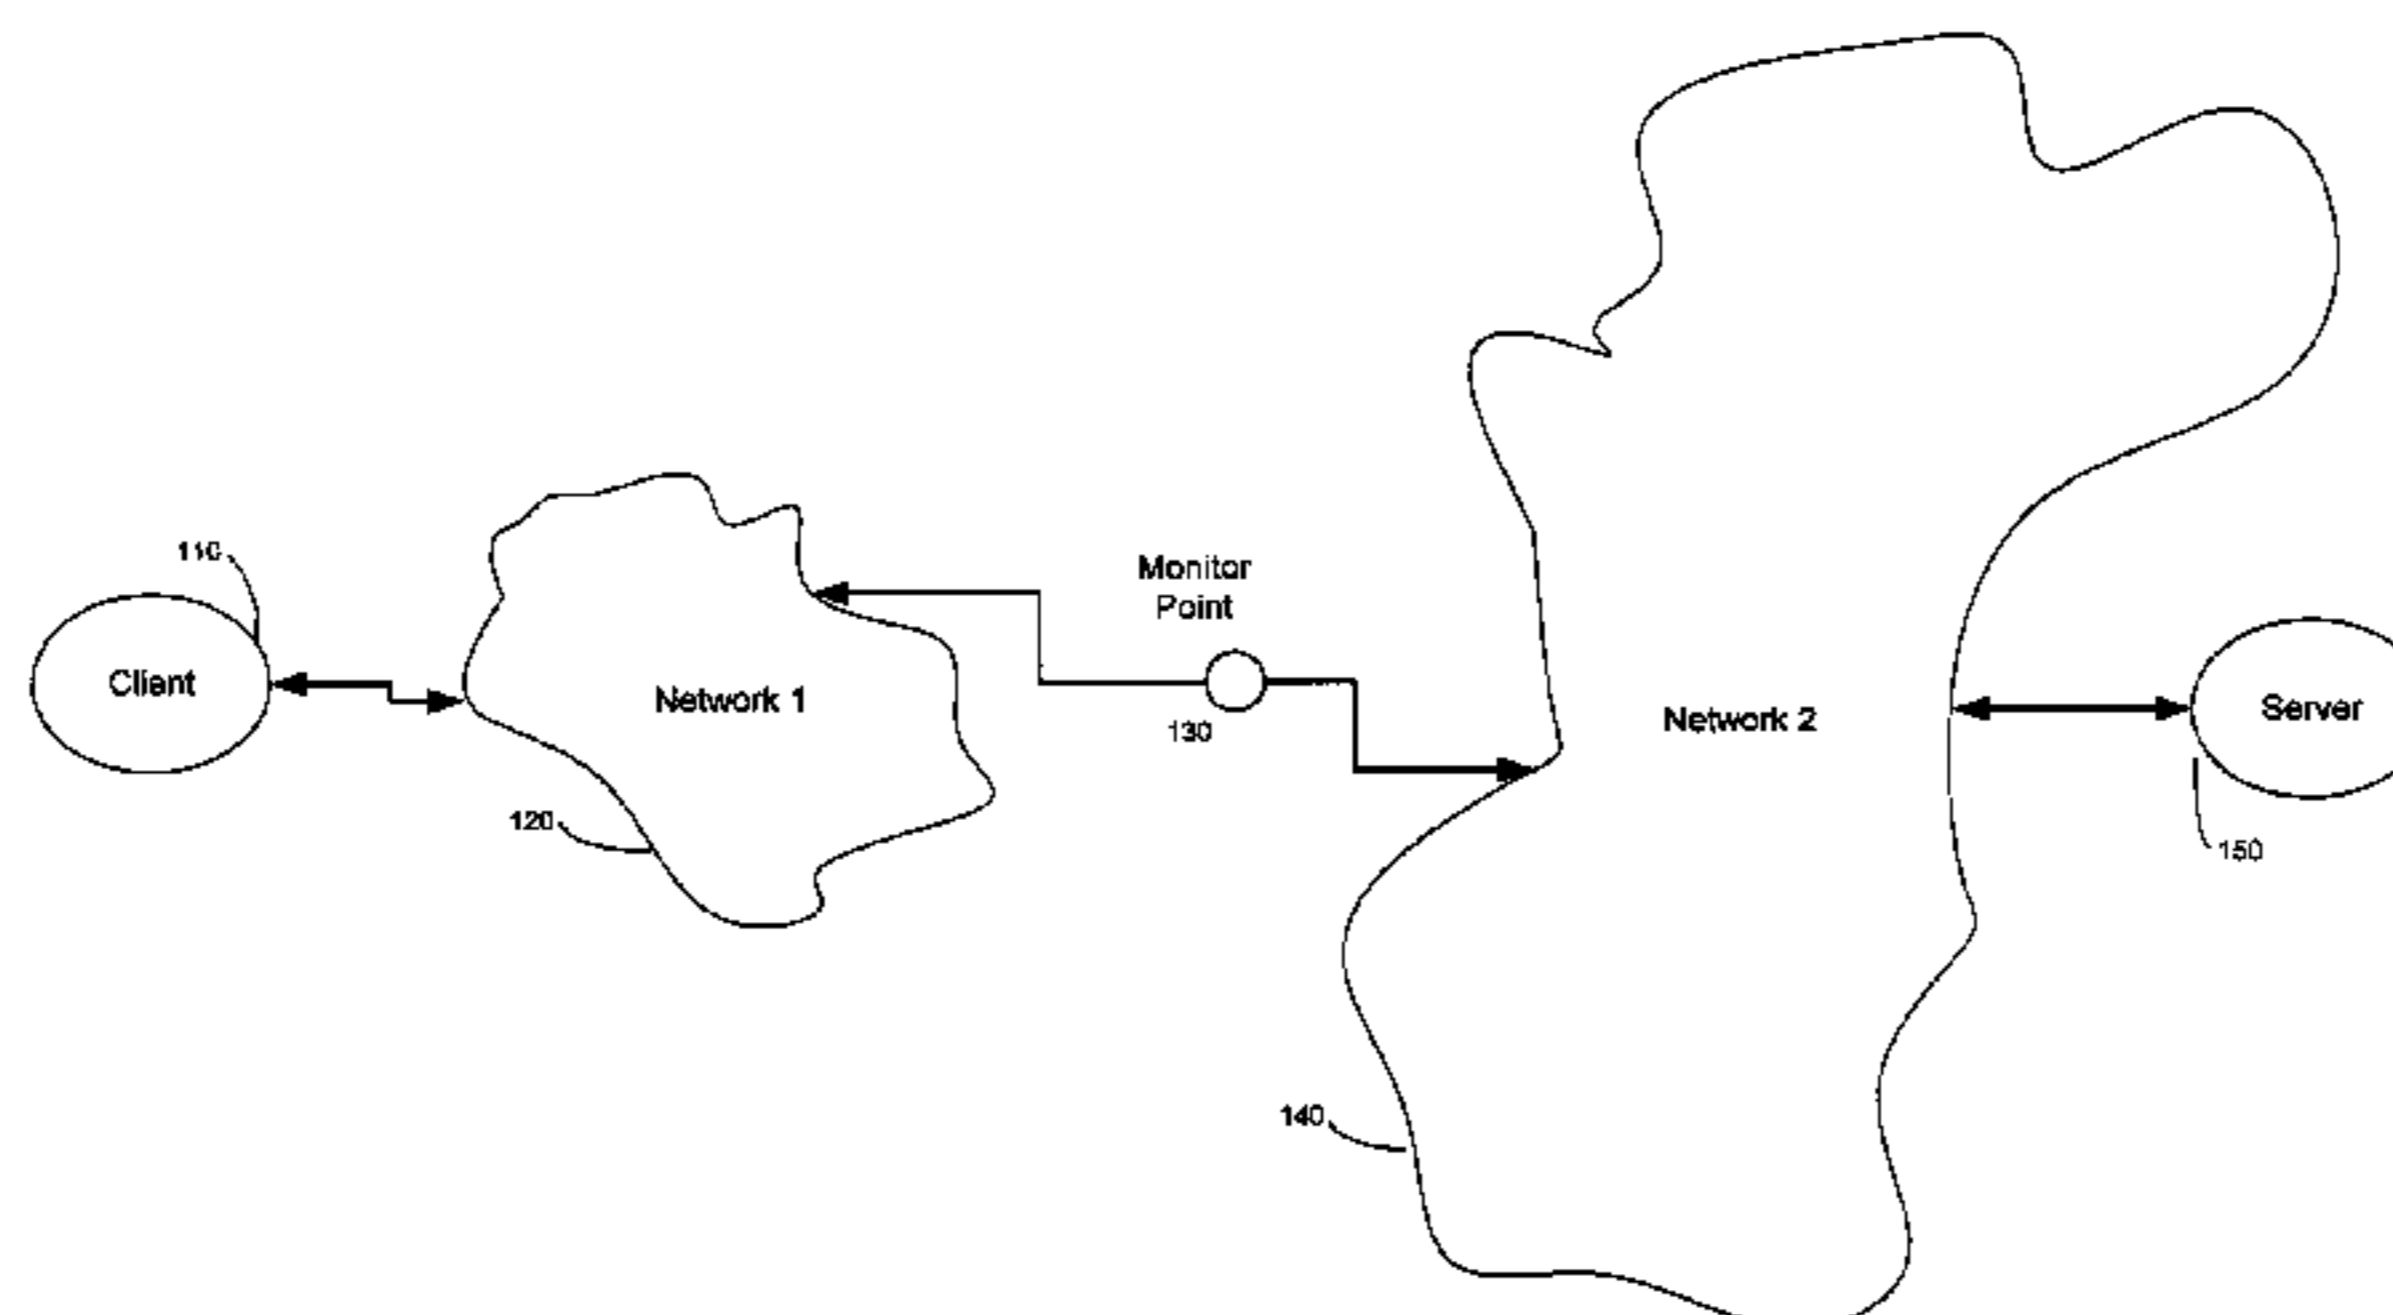 110
Client
Network 1
120
Monitor
Point
130
Network 2
140
Server
150